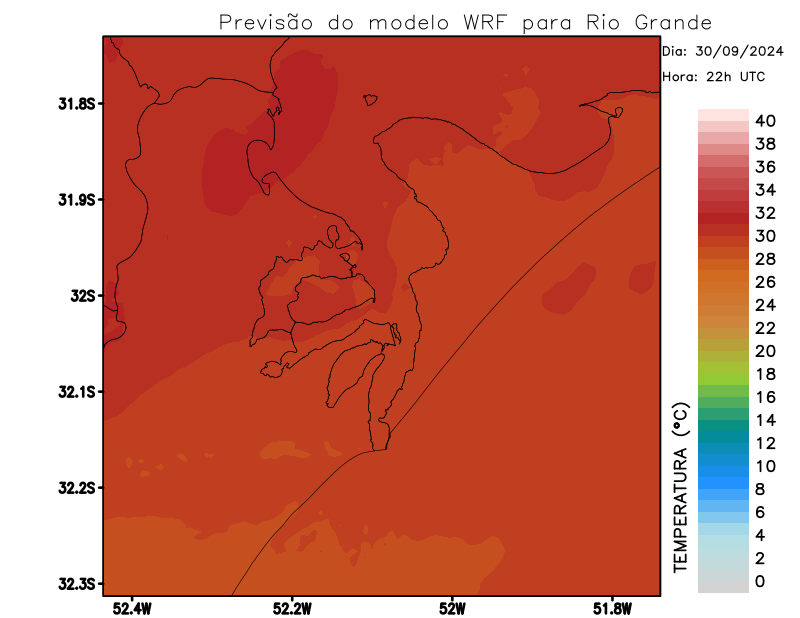 Previsão do modelo WRF para Rio Grande
Dia: 30/09/2024
Hora: 22h UTC
31.8S
31.9S
32S
32.1S
32.2S
32.3S
52.4W
52.2W
52W
51.8W
TEMPERATURA (°C)
40
38
36
34
32
30
28
26
24
22
20
18
16
14
12
10
8
6
4
2
0